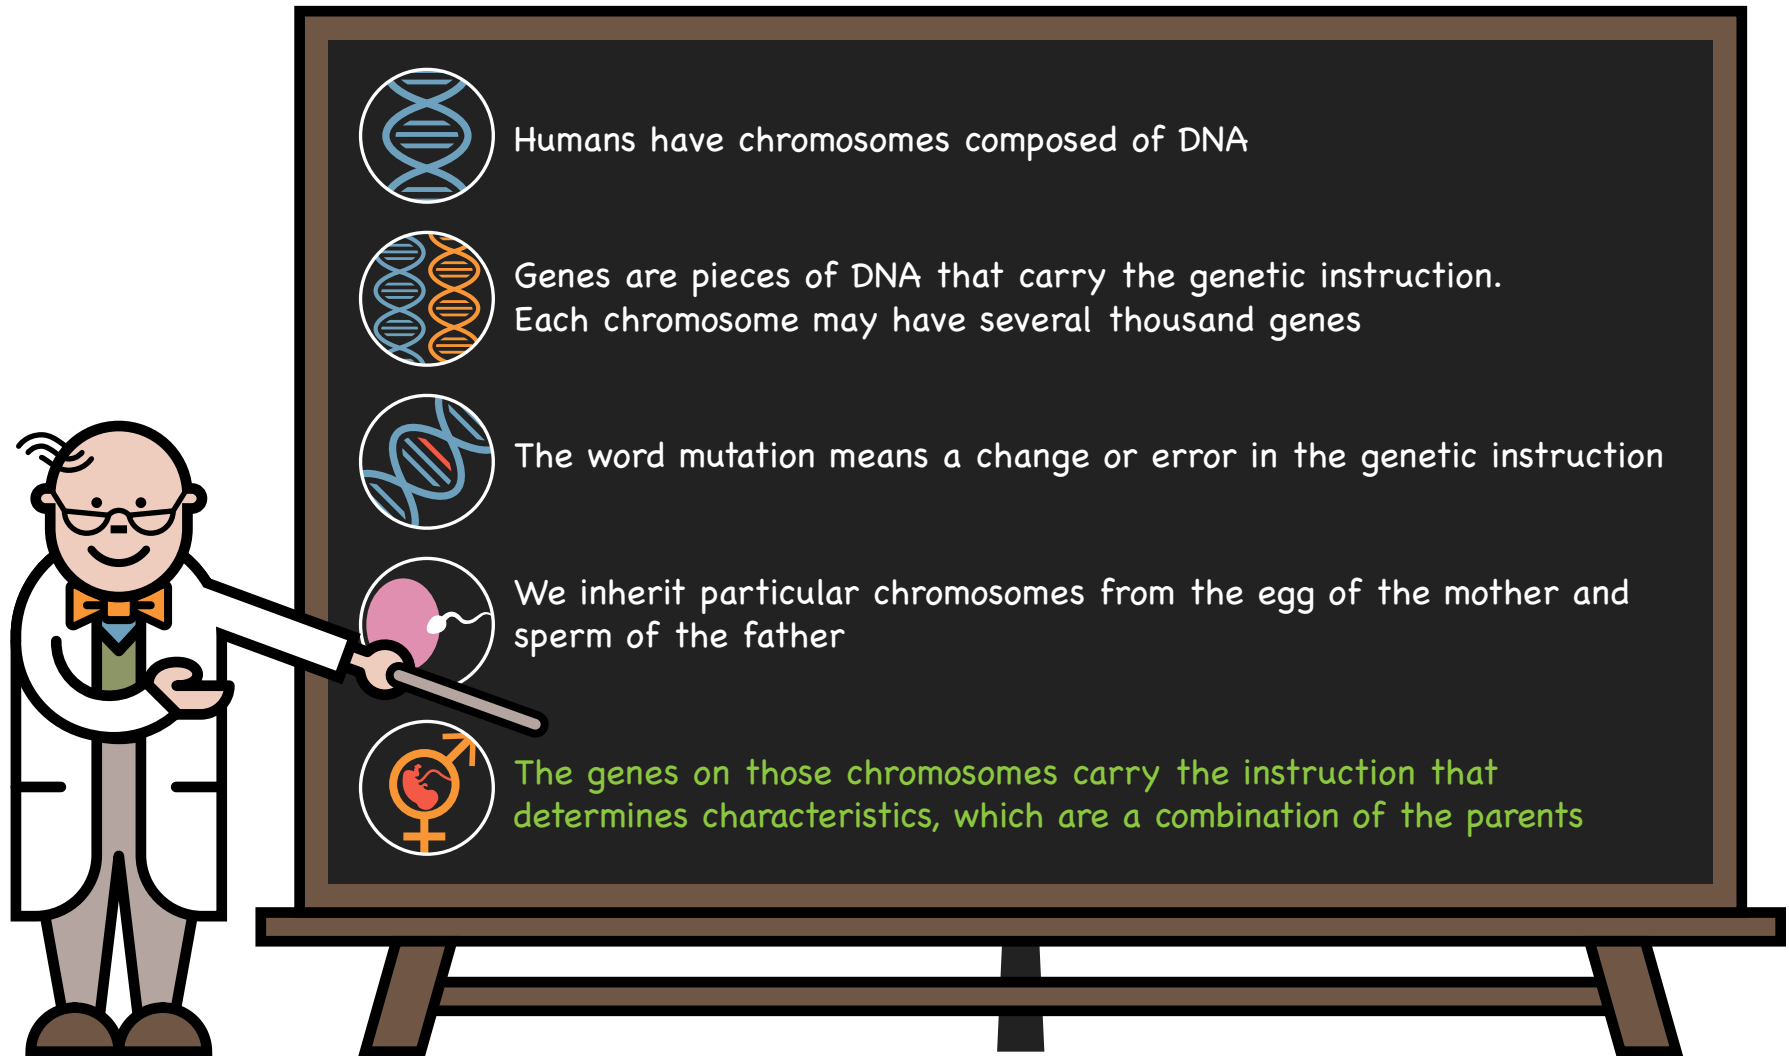 Humans have chromosomes composed of DNA
Genes are pieces of DNA that carry the genetic instruction.
Each chromosome may have several thousand genes
The word mutation means a change or error in the genetic instruction
We inherit particular chromosomes from the egg of the mother and
sperm of the father
The genes on those chromosomes carry the instruction that
determines characteristics, which are a combination of the parents